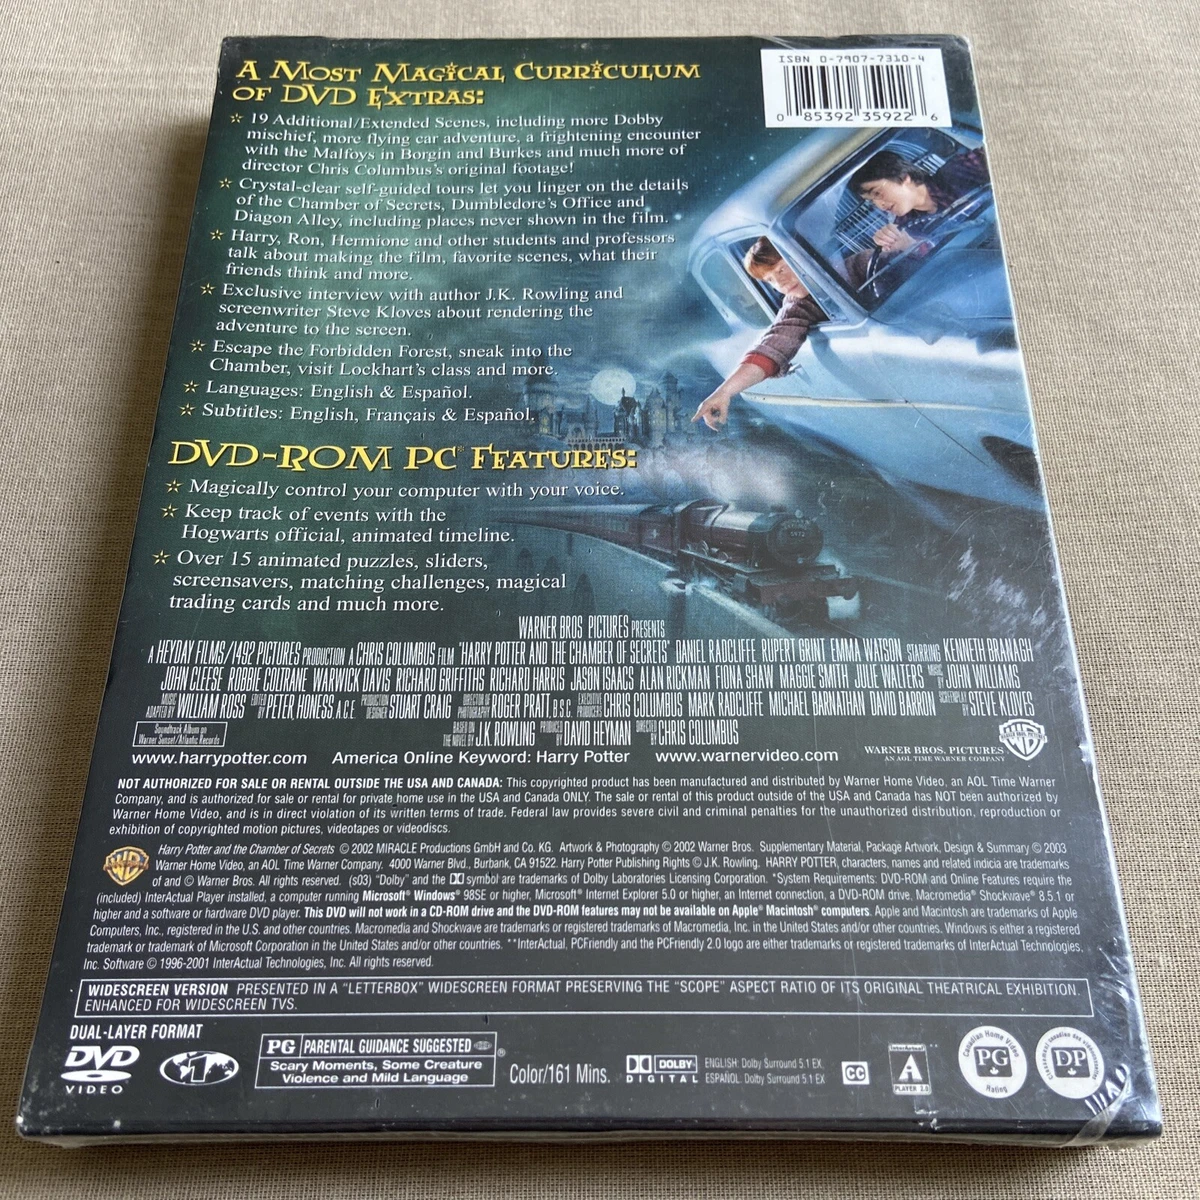 A MOST MAGICAL CURRICULUM
OF DVD EXTRAS:
ISBN 0-7907-7310-4
0 85392 35922 6
19 Additional/Extended Scenes, including more Dobby
mischief, more flying car adventure, a frightening encounter
with the Malfoys in Borgin and Burkes and much more of
director Chris Columbus's original footage!
Crystal-clear self-guided tours let you linger on the details
of the Chamber of Secrets, Dumbledore's Office and
Diagon Alley, including places never shown in the film.
Harry, Ron, Hermione and other students and professors
talk about making the film, favorite scenes, what their
friends think and more.
Exclusive interview with author J.K. Rowling and
screenwriter Steve Kloves about rendering the
adventure to the screen.
Escape the Forbidden Forest, sneak into the
Chamber, visit Lockhart's class and more.
Languages: English & Español.
Subtitles: English, Français & Español.
DVD-ROM PC* FEATURES:
Magically control your computer with your voice.
Keep track of events with the
Hogwarts official, animated timeline.
Over 15 animated puzzles, sliders,
screensavers, matching challenges, magical
trading cards and much more.
5972
WARNER BROS. PICTURES PRESENTS
A HEYDAY FILMS/1492 PICTURES PRODUCTION A CHRIS COLUMBUS FILM "HARRY POTTER AND THE CHAMBER OF SECRETS" DANIEL RADCLIFFE RUPERT GRINT EMMA WATSON STARRING KENNETH BRANAGH
JOHN CLEESE ROBBIE COLTRANE WARWICK DAVIS RICHARD GRIFFITHS RICHARD HARRIS JASON ISAACS ALAN RICKMAN FIONA SHAW MAGGIE SMITH JULIE WALTERS MUSIC BY JOHN WILLIAMS
MUSIC ADAPTED BY WILLIAM ROSS EDITED BY PETER HONESS, A.C.E. PRODUCTION DESIGNER STUART CRAIG DIRECTOR OF PHOTOGRAPHY ROGER PRATT, B.S.C. EXECUTIVE PRODUCERS CHRIS COLUMBUS MARK RADCLIFFE MICHAEL BARNATHAN DAVID BARRON SCREENPLAY BY STEVE KLOVES
Soundtrack Album on
Warner Sunset/Atlantic Records
BASED ON THE NOVEL BY J.K. ROWLING PRODUCED BY DAVID HEYMAN DIRECTED BY CHRIS COLUMBUS
www.harrypotter.com America Online Keyword: Harry Potter www.warnervideo.com
WARNER BROS. PICTURES
AN AOL TIME WARNER COMPANY
NOT AUTHORIZED FOR SALE OR RENTAL OUTSIDE THE USA AND CANADA: This copyrighted product has been manufactured and distributed by Warner Home Video, an AOL Time Warner
Company, and is authorized for sale or rental for private home use in the USA and Canada ONLY. The sale or rental of this product outside of the USA and Canada has NOT been authorized by
Warner Home Video, and is in direct violation of its written terms of trade. Federal law provides severe civil and criminal penalties for the unauthorized distribution, reproduction or
exhibition of copyrighted motion pictures, videotapes or videodiscs.
Harry Potter and the Chamber of Secrets © 2002 MIRACLE Productions GmbH and Co. KG. Artwork & Photography © 2002 Warner Bros. Supplementary Material, Package Artwork, Design & Summary © 2003
Warner Home Video, an AOL Time Warner Company. 4000 Warner Blvd., Burbank, CA 91522. Harry Potter Publishing Rights © J.K. Rowling. HARRY POTTER, characters, names and related indicia are trademarks
of and © Warner Bros. All rights reserved. (s03) "Dolby" and the DD symbol are trademarks of Dolby Laboratories Licensing Corporation. *System Requirements: DVD-ROM and Online Features require the
(included) InterActual Player installed, a computer running Microsoft® Windows® 98SE or higher, Microsoft® Internet Explorer 5.0 or higher, an Internet connection, a DVD-ROM drive, Macromedia® Shockwave® 8.5.1 or
higher and a software or hardware DVD player. This DVD will not work in a CD-ROM drive and the DVD-ROM features may not be available on Apple® Macintosh® computers. Apple and Macintosh are trademarks of Apple
Computers, Inc., registered in the U.S. and other countries. Macromedia and Shockwave are trademarks or registered trademarks of Macromedia, Inc. in the United States and/or other countries. Windows is either a registered
trademark or trademark of Microsoft Corporation in the United States and/or other countries. **InterActual, PCFriendly and the PCFriendly 2.0 logo are either trademarks or registered trademarks of InterActual Technologies,
Inc. Software © 1996-2001 InterActual Technologies, Inc. All rights reserved.
WIDESCREEN VERSION PRESENTED IN A "LETTERBOX" WIDESCREEN FORMAT PRESERVING THE "SCOPE" ASPECT RATIO OF ITS ORIGINAL THEATRICAL EXHIBITION.
ENHANCED FOR WIDESCREEN TVS.
DUAL-LAYER FORMAT
DVD
VIDEO
1
PG PARENTAL GUIDANCE SUGGESTED
Scary Moments, Some Creature
Violence and Mild Language
®
Color/161 Mins.
DOLBY
DIGITAL
ENGLISH: Dolby Surround 5.1 EX
ESPAÑOL: Dolby Surround 5.1 EX
CC
InterActual
PLAYER 2.0
Canadian Home Video
PG
Rating
Classement canadien des vidéocassettes
DP